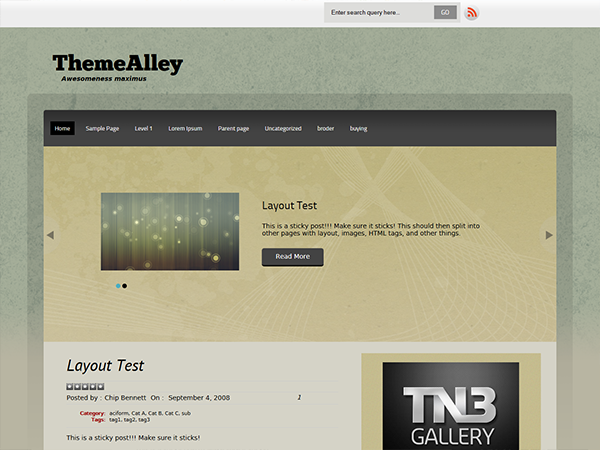 Enter search query here... GO
ThemeAlley
Awesomeness maximus
Home Sample Page Level 1 Lorem Ipsum Parent page Uncategorized broder buying
Layout Test
This is a sticky post!!! Make sure it sticks! This should then split into
other pages with layout, images, HTML tags, and other things.
Read More
Layout Test
Posted by : Chip Bennett On : September 4, 2008 1
Category: aciform, Cat A, Cat B, Cat C, sub
Tags: tag1, tag2, tag3
This is a sticky post!!! Make sure it sticks!
TN3
GALLERY